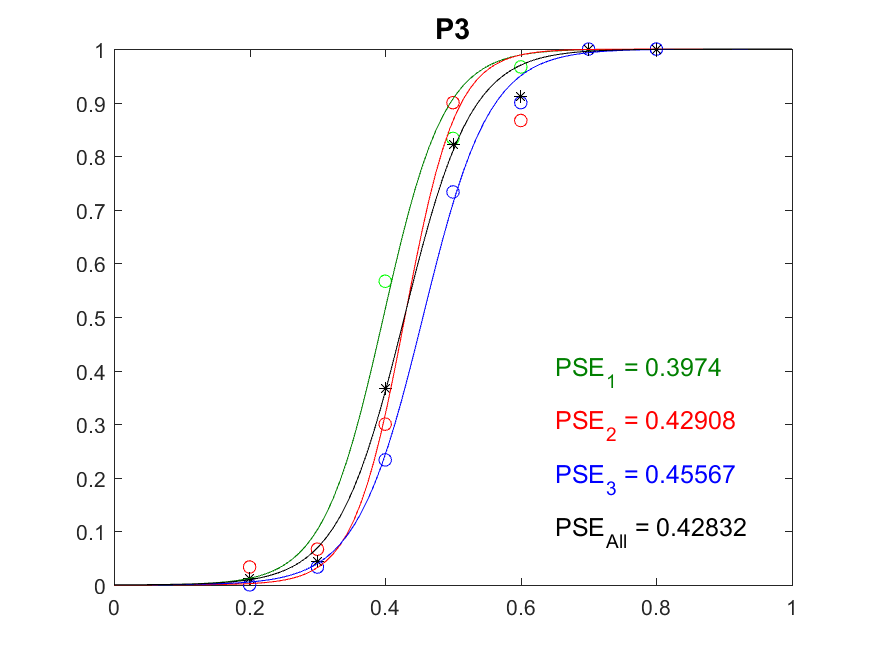 P3
1
0.9
0.8
0.7
0.6
0.5
0.4
0.3
0.2
0.1
0
PSE1 = 0.3974
PSE2 = 0.42908
PSE3 = 0.45567
PSEAll = 0.42832
0 0.2 0.4 0.6 0.8 1